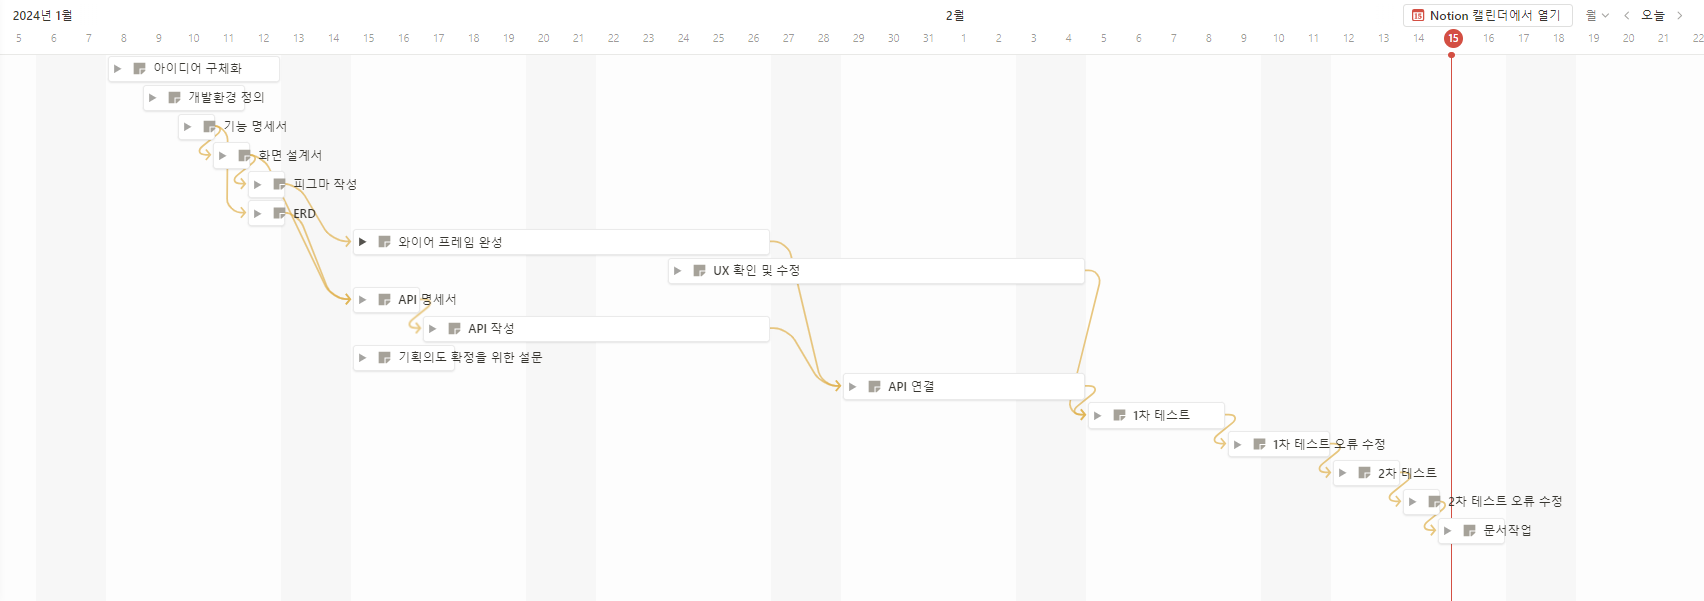 2024년 1월
2월
15 Notion 캘린더에서 열기
월
오늘
5 6 7 8 9 10 11 12 13 14 15 16 17 18 19 20 21 22 23 24 25 26 27 28 29 30 31 1 2 3 4 5 6 7 8 9 10 11 12 13 14 15 16 17 18 19 20 21 22
아이디어 구체화
개발환경 정의
기능 명세서
화면 설계서
피그마 작성
ERD
와이어 프레임 완성
UX 확인 및 수정
API 명세서
API 작성
기획의도 확정을 위한 설문
API 연결
1차 테스트
1차 테스트 오류 수정
2차 테스트
2차 테스트 오류 수정
문서작업